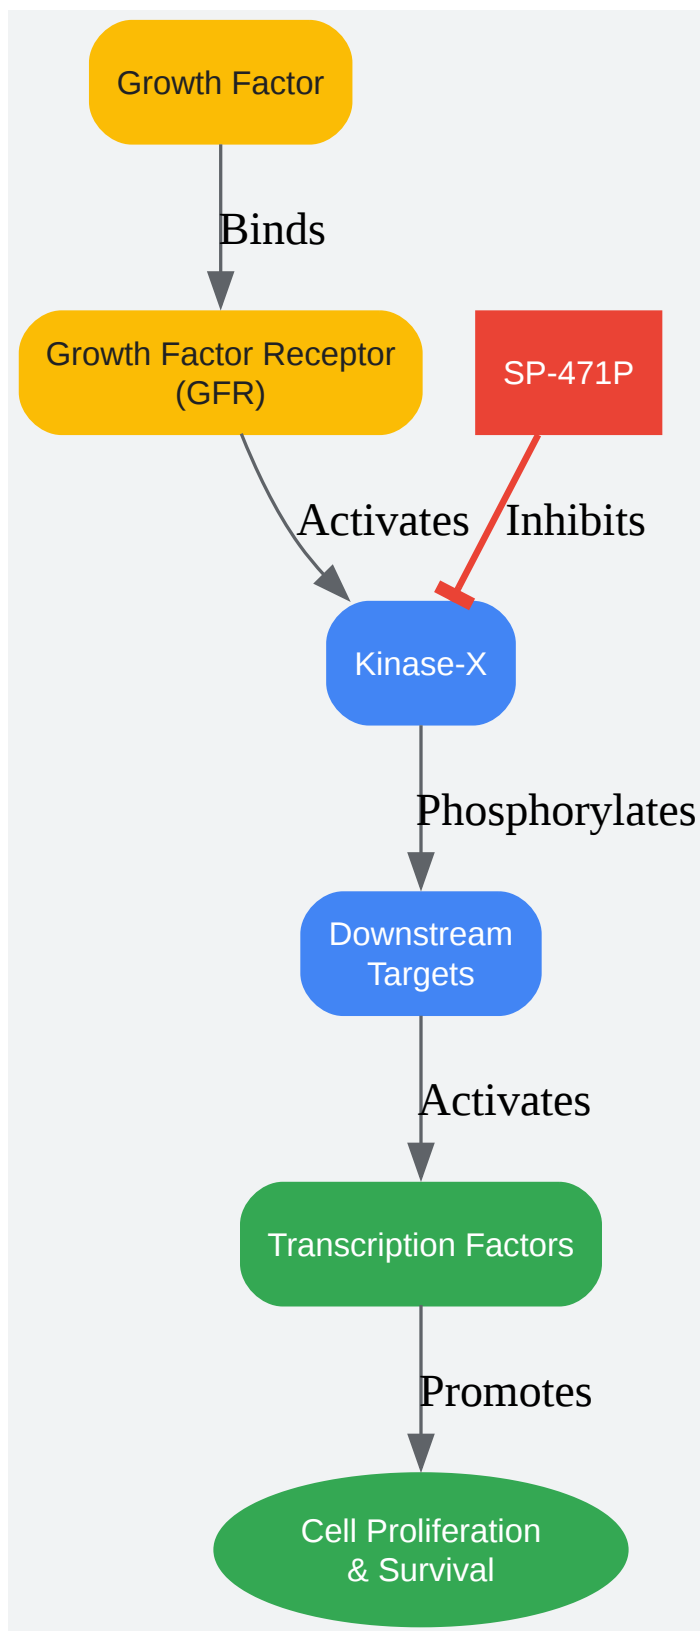 Growth Factor
Binds
Growth Factor Receptor
(GFR)
SP-471P
Activates
Inhibits
Kinase-X
Phosphorylates
Downstream
Targets
Activates
Transcription Factors
Promotes
Cell Proliferation
& Survival